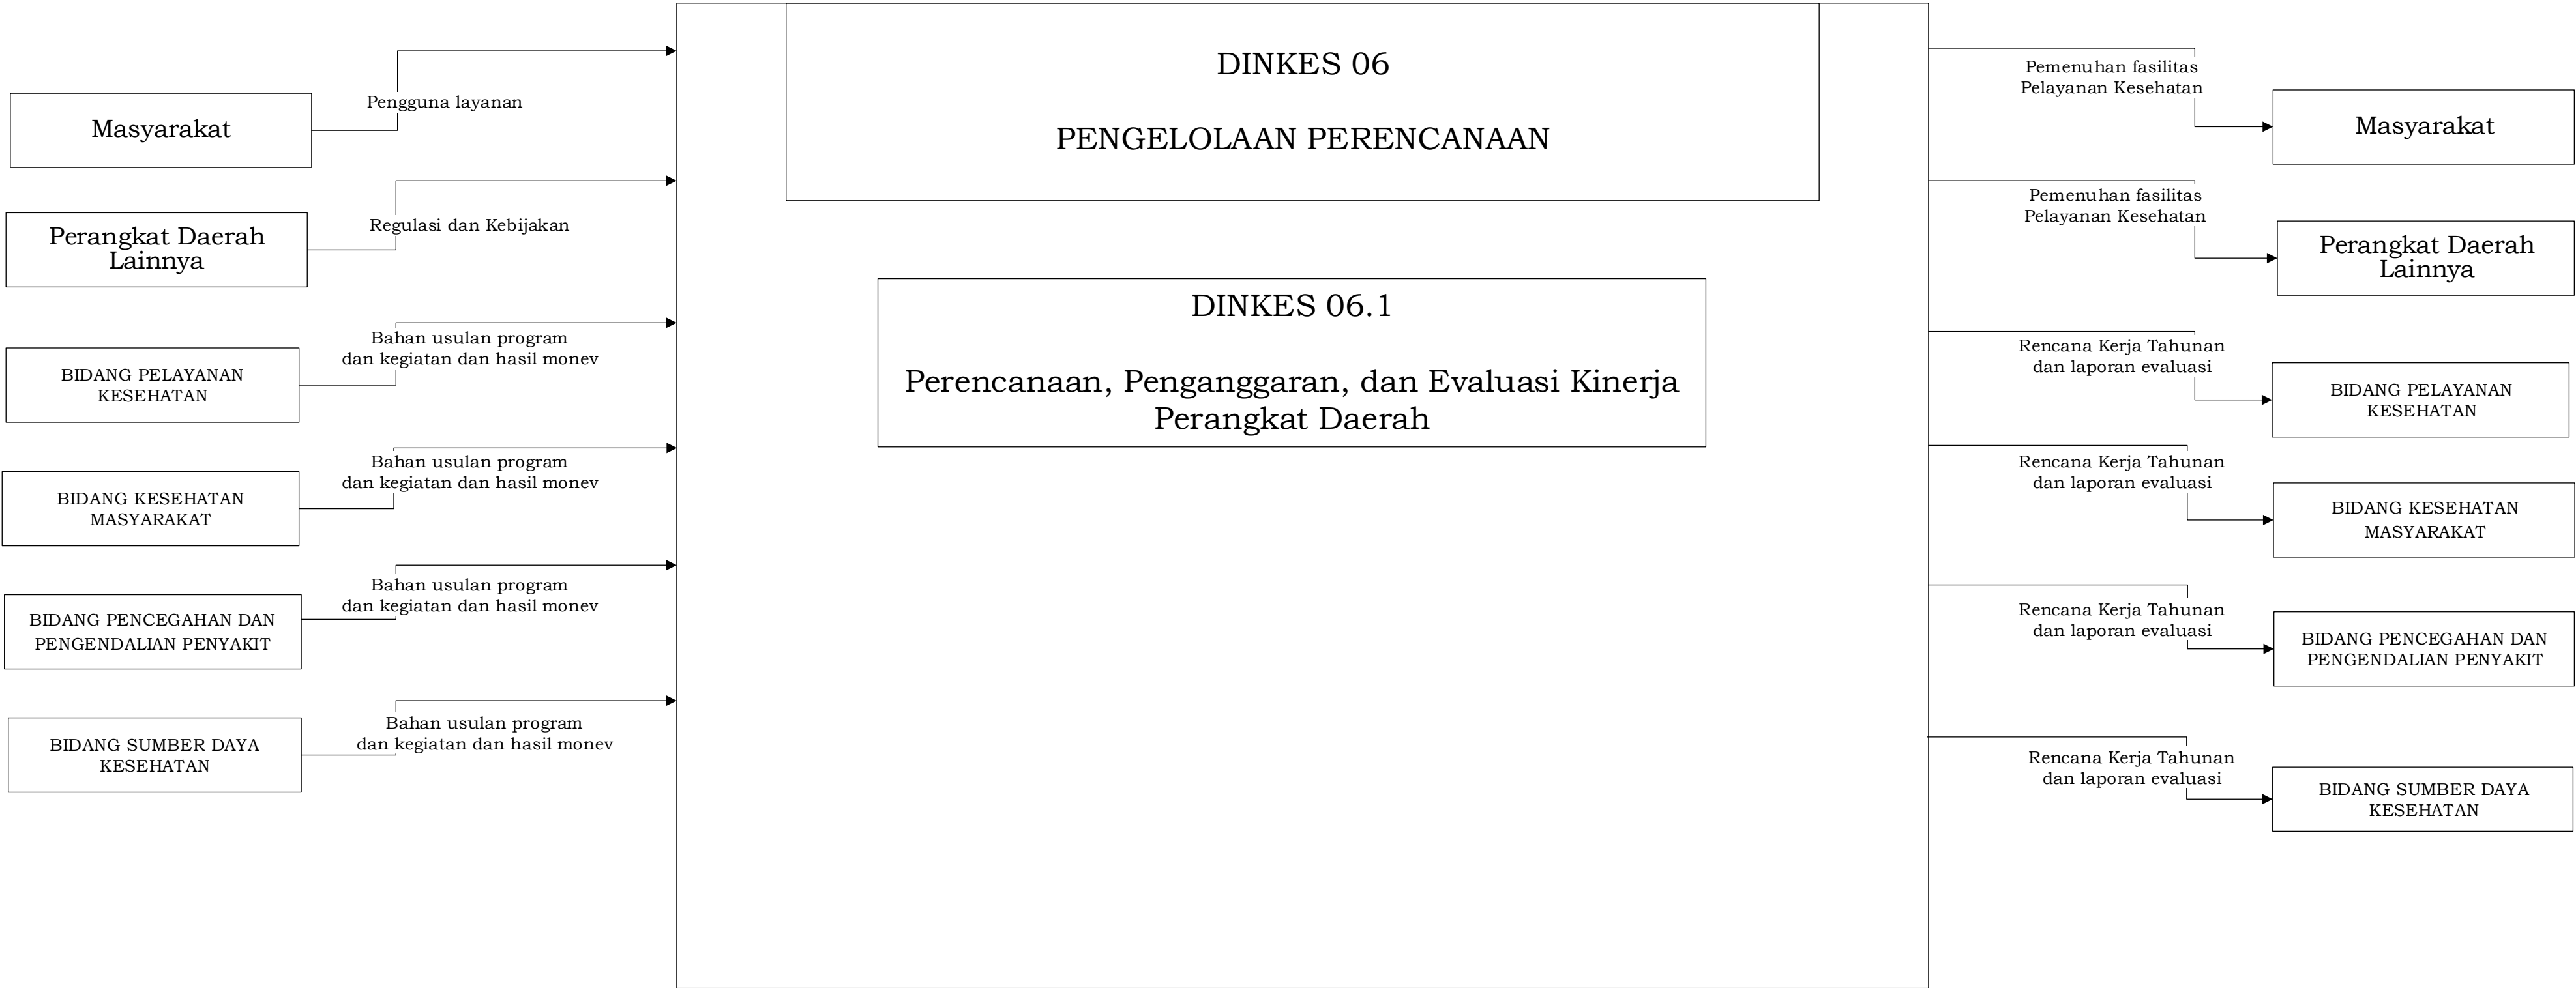 Masyarakat
Pengguna layanan
Perangkat Daerah
Lainnya
Regulasi dan Kebijakan
BIDANG PELAYANAN
KESEHATAN
Bahan usulan program
dan kegiatan dan hasil monev
BIDANG KESEHATAN
MASYARAKAT
Bahan usulan program
dan kegiatan dan hasil monev
BIDANG PENCEGAHAN DAN
PENGENDALIAN PENYAKIT
Bahan usulan program
dan kegiatan dan hasil monev
BIDANG SUMBER DAYA
KESEHATAN
Bahan usulan program
dan kegiatan dan hasil monev
DINKES 06
PENGELOLAAN PERENCANAAN
DINKES 06.1
Perencanaan, Penganggaran, dan Evaluasi Kinerja
Perangkat Daerah
Pemenuhan fasilitas
Pelayanan Kesehatan
Masyarakat
Pemenuhan fasilitas
Pelayanan Kesehatan
Perangkat Daerah
Lainnya
Rencana Kerja Tahunan
dan laporan evaluasi
BIDANG PELAYANAN
KESEHATAN
Rencana Kerja Tahunan
dan laporan evaluasi
BIDANG KESEHATAN
MASYARAKAT
Rencana Kerja Tahunan
dan laporan evaluasi
BIDANG PENCEGAHAN DAN
PENGENDALIAN PENYAKIT
Rencana Kerja Tahunan
dan laporan evaluasi
BIDANG SUMBER DAYA
KESEHATAN